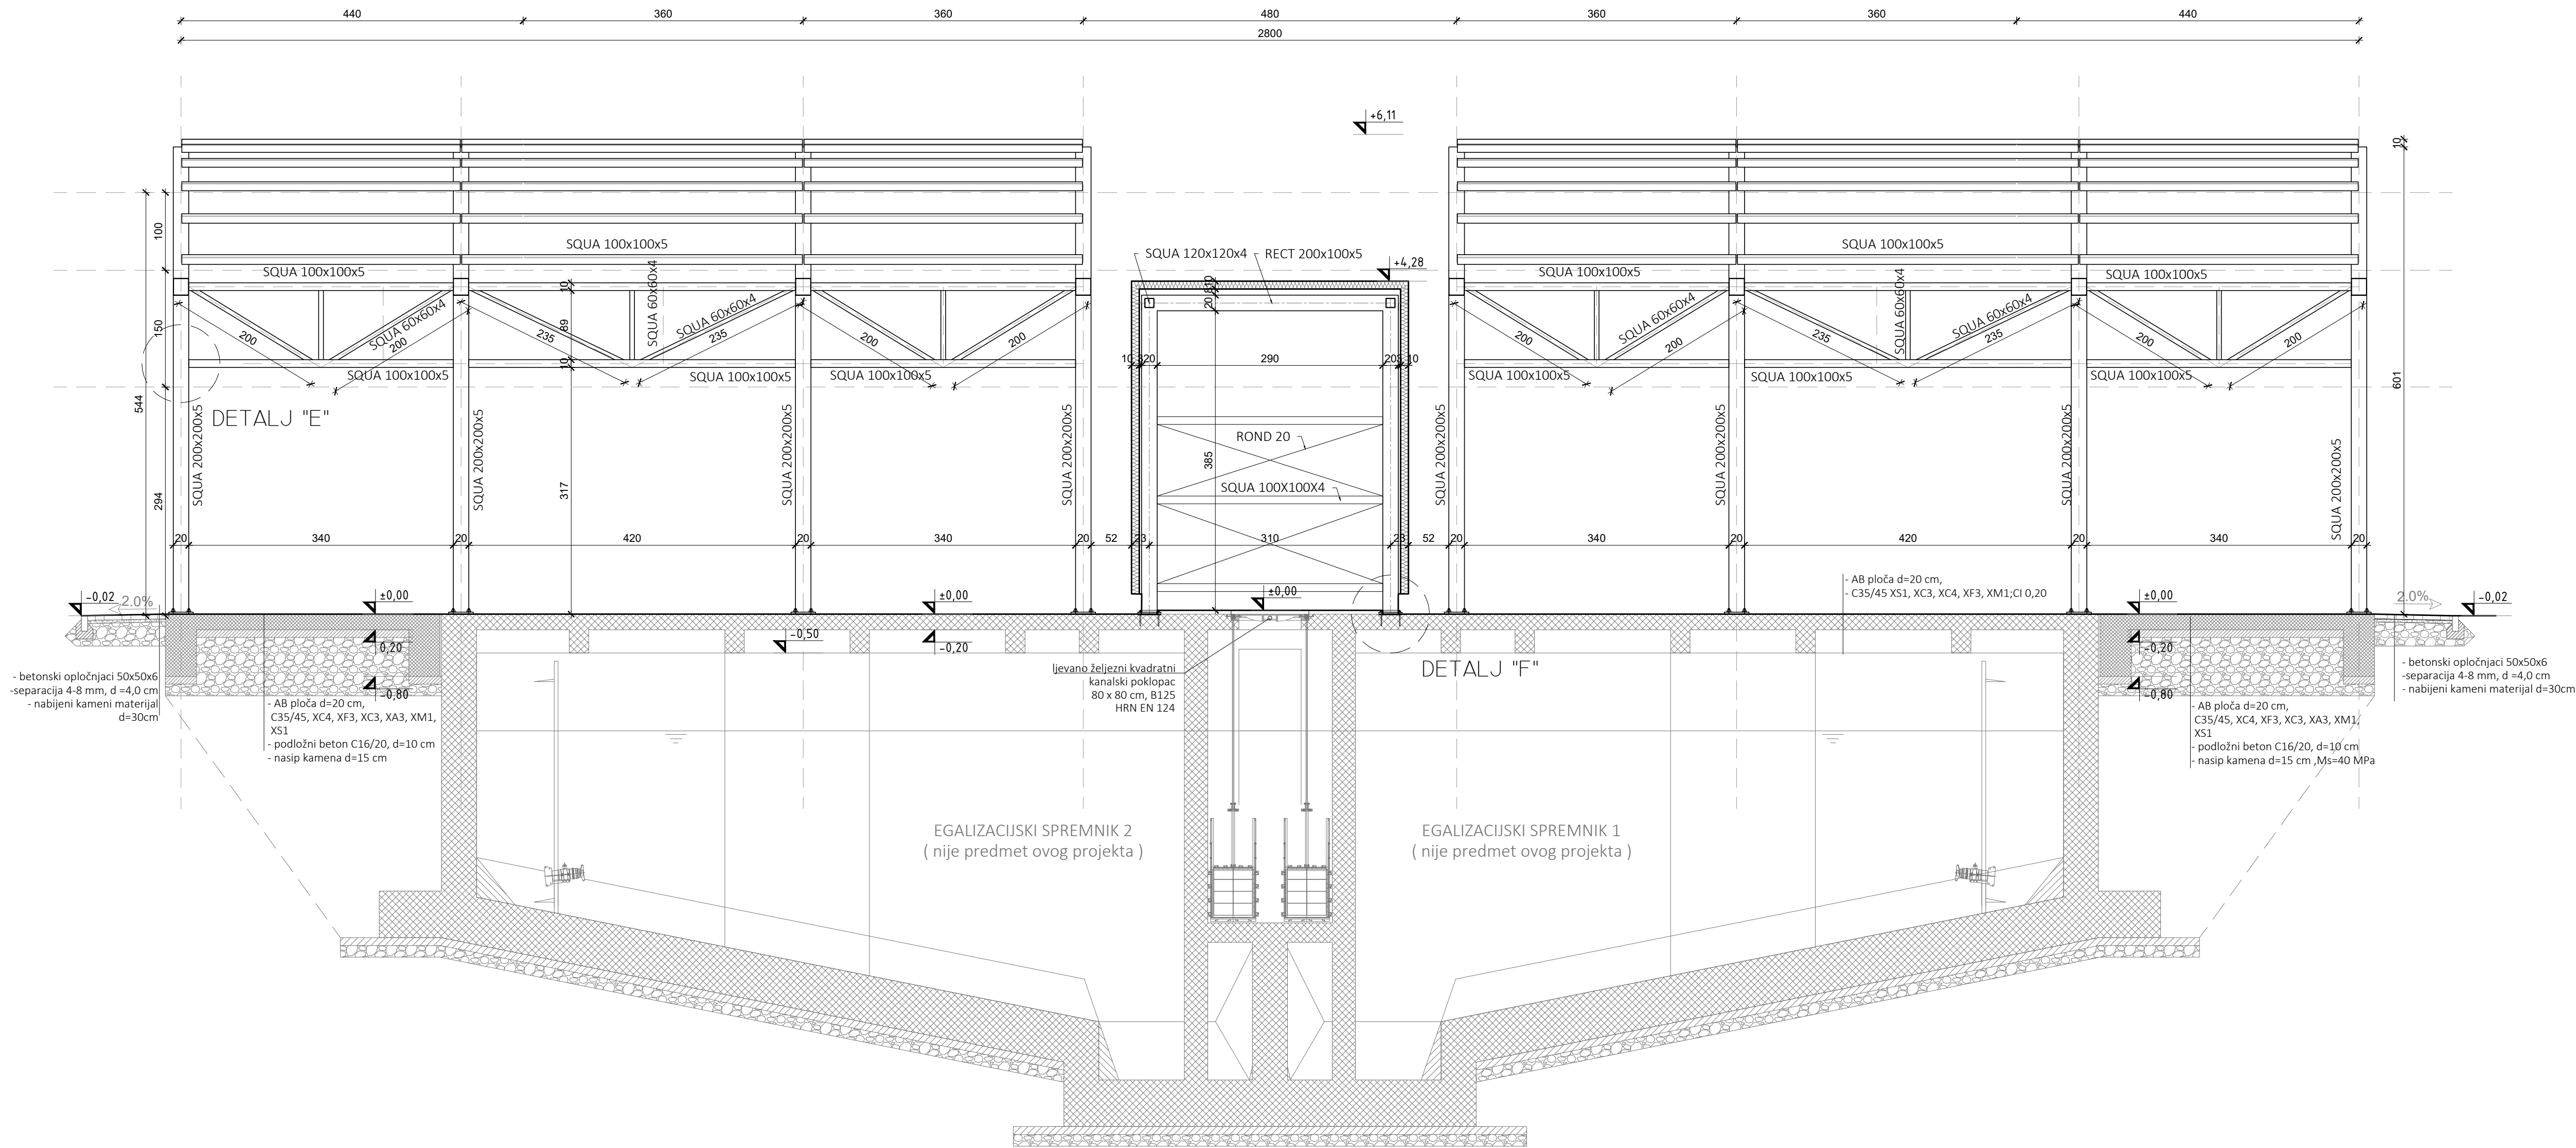 440
360
360
480
360
360
440
2800
+6,11
10
100
150
544
294
601
SQUA 100x100x5
SQUA 100x100x5
SQUA 60x60x4
SQUA 60x60x4
SQUA 60x60x4
10
89
10
317
200
200
235
235
200
200
SQUA 100x100x5
SQUA 100x100x5
SQUA 100x100x5
DETALJ "E"
SQUA 200x200x5
SQUA 200x200x5
SQUA 200x200x5
SQUA 200x200x5
SQUA 120x120x4
RECT 200x100x5
+4,28
20
8
10
10
3
20
290
20
3
10
ROND 20
385
SQUA 100X100X4
SQUA 100x100x5
SQUA 100x100x5
SQUA 100x100x5
SQUA 60x60x4
SQUA 60x60x4
SQUA 60x60x4
200
200
235
235
200
200
SQUA 100x100x5
SQUA 100x100x5
SQUA 100x100x5
SQUA 200x200x5
SQUA 200x200x5
SQUA 200x200x5
SQUA 200x200x5
20
340
20
420
20
340
20
52
23
310
23
52
20
340
20
420
20
340
20
-0,02
2.0%
±0,00
±0,00
±0,00
±0,00
2.0%
-0,02
- AB ploča d=20 cm,
- C35/45 XS1, XC3, XC4, XF3, XM1;CI 0,20
0,20
-0,50
-0,20
-0,20
-0,80
-0,80
- betonski opločnjaci 50x50x6
-separacija 4-8 mm, d =4,0 cm
- nabijeni kameni materijal
d=30cm
- AB ploča d=20 cm,
C35/45, XC4, XF3, XC3, XA3, XM1,
XS1
- podložni beton C16/20, d=10 cm
- nasip kamena d=15 cm
ljevano željezni kvadratni
kanalski poklopac
80 x 80 cm, B125
HRN EN 124
DETALJ "F"
- betonski opločnjaci 50x50x6
-separacija 4-8 mm, d =4,0 cm
- nabijeni kameni materijal d=30cm
- AB ploča d=20 cm,
C35/45, XC4, XF3, XC3, XA3, XM1,
XS1
- podložni beton C16/20, d=10 cm
- nasip kamena d=15 cm ,Ms=40 MPa
EGALIZACIJSKI SPREMNIK 2
( nije predmet ovog projekta )
EGALIZACIJSKI SPREMNIK 1
( nije predmet ovog projekta )